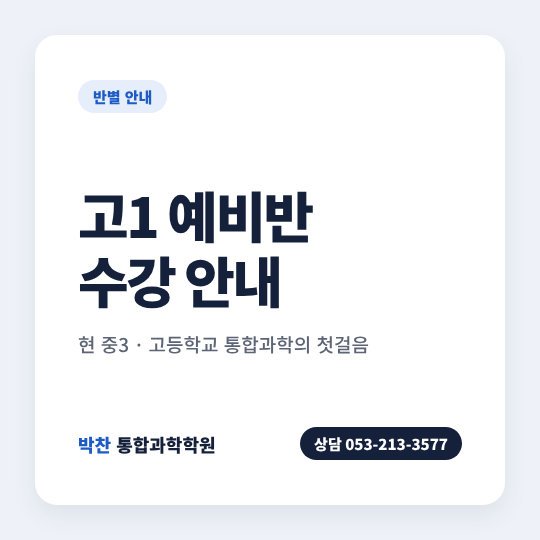 반별 안내
고1 예비반
수강 안내
현 중3 · 고등학교 통합과학의 첫걸음
박찬 통합과학학원
상담 053-213-3577